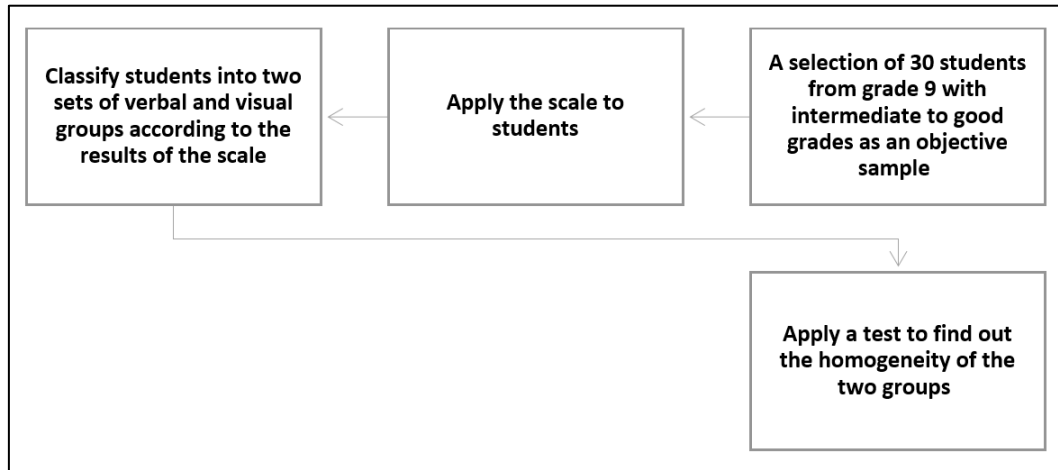 A selection of 30 students
from grade 9 with
intermediate to good
grades as an objective
sample
Apply the scale to
students
Classify students into two
sets of verbal and visual
groups according to the
results of the scale
Apply a test to find out
the homogeneity of the
two groups